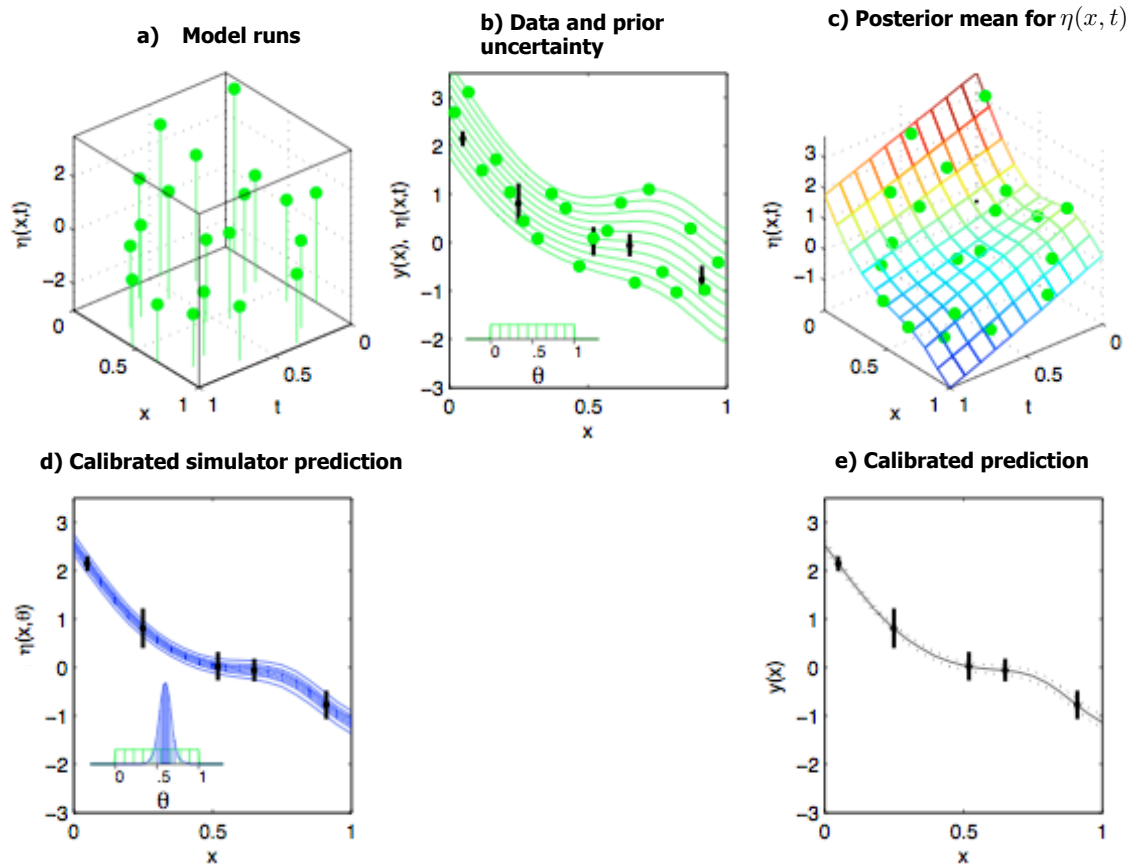 a) Model runs
η(x,t)
2
0
−2
0
0.5
1
x
1
0.5
0
t
b) Data and prior
uncertainty
y(x), η(x,t)
3
2
1
0
−1
−2
−3
0 .5 1
θ
0 0.5 1
x
c) Posterior mean for η(x, t)
η(x,t)
3
2
1
0
−1
0
0.5
1
x
1
0.5
0
t
d) Calibrated simulator prediction
η(x,θ)
3
2
1
0
−1
−2
−3
0 .5 1
θ
0 0.5 1
x
e) Calibrated prediction
y(x)
3
2
1
0
−1
−2
−3
0 0.5 1
x